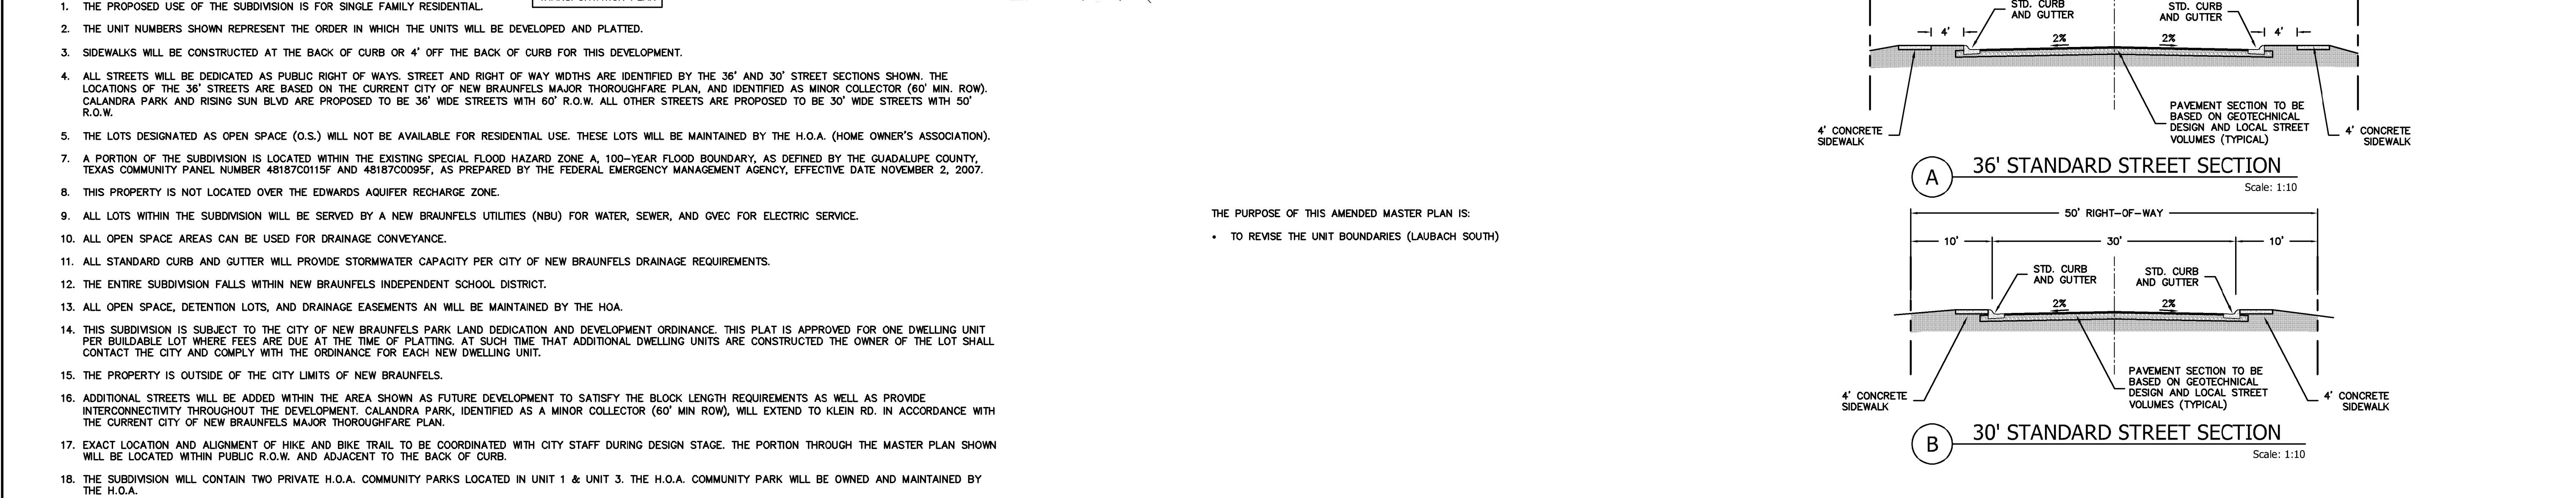 1. THE PROPOSED USE OF THE SUBDIVISION IS FOR SINGLE FAMILY RESIDENTIAL.
2. THE UNIT NUMBERS SHOWN REPRESENT THE ORDER IN WHICH THE UNITS WILL BE DEVELOPED AND PLATTED.
3. SIDEWALKS WILL BE CONSTRUCTED AT THE BACK OF CURB OR 4' OFF THE BACK OF CURB FOR THIS DEVELOPMENT.
4. ALL STREETS WILL BE DEDICATED AS PUBLIC RIGHT OF WAYS. STREET AND RIGHT OF WAY WIDTHS ARE IDENTIFIED BY THE 36' AND 30' STREET SECTIONS SHOWN. THE
LOCATIONS OF THE 36' STREETS ARE BASED ON THE CURRENT CITY OF NEW BRAUNFELS MAJOR THOROUGHFARE PLAN, AND IDENTIFIED AS MINOR COLLECTOR (60' MIN. ROW).
CALANDRA PARK AND RISING SUN BLVD ARE PROPOSED TO BE 36' WIDE STREETS WITH 60' R.O.W. ALL OTHER STREETS ARE PROPOSED TO BE 30' WIDE STREETS WITH 50'
R.O.W.
5. THE LOTS DESIGNATED AS OPEN SPACE (O.S.) WILL NOT BE AVAILABLE FOR RESIDENTIAL USE. THESE LOTS WILL BE MAINTAINED BY THE H.O.A. (HOME OWNER'S ASSOCIATION).
7. A PORTION OF THE SUBDIVISION IS LOCATED WITHIN THE EXISTING SPECIAL FLOOD HAZARD ZONE A, 100-YEAR FLOOD BOUNDARY, AS DEFINED BY THE GUADALUPE COUNTY,
TEXAS COMMUNITY PANEL NUMBER 48187C0115F AND 48187C0095F, AS PREPARED BY THE FEDERAL EMERGENCY MANAGEMENT AGENCY, EFFECTIVE DATE NOVEMBER 2, 2007.
8. THIS PROPERTY IS NOT LOCATED OVER THE EDWARDS AQUIFER RECHARGE ZONE.
9. ALL LOTS WITHIN THE SUBDIVISION WILL BE SERVED BY A NEW BRAUNFELS UTILITIES (NBU) FOR WATER, SEWER, AND GVEC FOR ELECTRIC SERVICE.
10. ALL OPEN SPACE AREAS CAN BE USED FOR DRAINAGE CONVEYANCE.
11. ALL STANDARD CURB AND GUTTER WILL PROVIDE STORMWATER CAPACITY PER CITY OF NEW BRAUNFELS DRAINAGE REQUIREMENTS.
12. THE ENTIRE SUBDIVISION FALLS WITHIN NEW BRAUNFELS INDEPENDENT SCHOOL DISTRICT.
13. ALL OPEN SPACE, DETENTION LOTS, AND DRAINAGE EASEMENTS AN WILL BE MAINTAINED BY THE HOA.
14. THIS SUBDIVISION IS SUBJECT TO THE CITY OF NEW BRAUNFELS PARK LAND DEDICATION AND DEVELOPMENT ORDINANCE. THIS PLAT IS APPROVED FOR ONE DWELLING UNIT
PER BUILDABLE LOT WHERE FEES ARE DUE AT THE TIME OF PLATTING. AT SUCH TIME THAT ADDITIONAL DWELLING UNITS ARE CONSTRUCTED THE OWNER OF THE LOT SHALL
CONTACT THE CITY AND COMPLY WITH THE ORDINANCE FOR EACH NEW DWELLING UNIT.
15. THE PROPERTY IS OUTSIDE OF THE CITY LIMITS OF NEW BRAUNFELS.
16. ADDITIONAL STREETS WILL BE ADDED WITHIN THE AREA SHOWN AS FUTURE DEVELOPMENT TO SATISFY THE BLOCK LENGTH REQUIREMENTS AS WELL AS PROVIDE
INTERCONNECTIVITY THROUGHOUT THE DEVELOPMENT. CALANDRA PARK, IDENTIFIED AS A MINOR COLLECTOR (60' MIN ROW), WILL EXTEND TO KLEIN RD. IN ACCORDANCE WITH
THE CURRENT CITY OF NEW BRAUNFELS MAJOR THOROUGHFARE PLAN.
17. EXACT LOCATION AND ALIGNMENT OF HIKE AND BIKE TRAIL TO BE COORDINATED WITH CITY STAFF DURING DESIGN STAGE. THE PORTION THROUGH THE MASTER PLAN SHOWN
WILL BE LOCATED WITHIN PUBLIC R.O.W. AND ADJACENT TO THE BACK OF CURB.
18. THE SUBDIVISION WILL CONTAIN TWO PRIVATE H.O.A. COMMUNITY PARKS LOCATED IN UNIT 1 & UNIT 3. THE H.O.A. COMMUNITY PARK WILL BE OWNED AND MAINTAINED BY
THE H.O.A.
THE PURPOSE OF THIS AMENDED MASTER PLAN IS:
• TO REVISE THE UNIT BOUNDARIES (LAUBACH SOUTH)
STD. CURB
AND GUTTER
STD. CURB
AND GUTTER
4'
2%
2%
4'
PAVEMENT SECTION TO BE
BASED ON GEOTECHNICAL
DESIGN AND LOCAL STREET
VOLUMES (TYPICAL)
4' CONCRETE
SIDEWALK
4' CONCRETE
SIDEWALK
A
36' STANDARD STREET SECTION
Scale: 1:10
50' RIGHT-OF-WAY
10'
30'
10'
STD. CURB
AND GUTTER
STD. CURB
AND GUTTER
2%
2%
PAVEMENT SECTION TO BE
BASED ON GEOTECHNICAL
DESIGN AND LOCAL STREET
VOLUMES (TYPICAL)
4' CONCRETE
SIDEWALK
4' CONCRETE
SIDEWALK
B
30' STANDARD STREET SECTION
Scale: 1:10